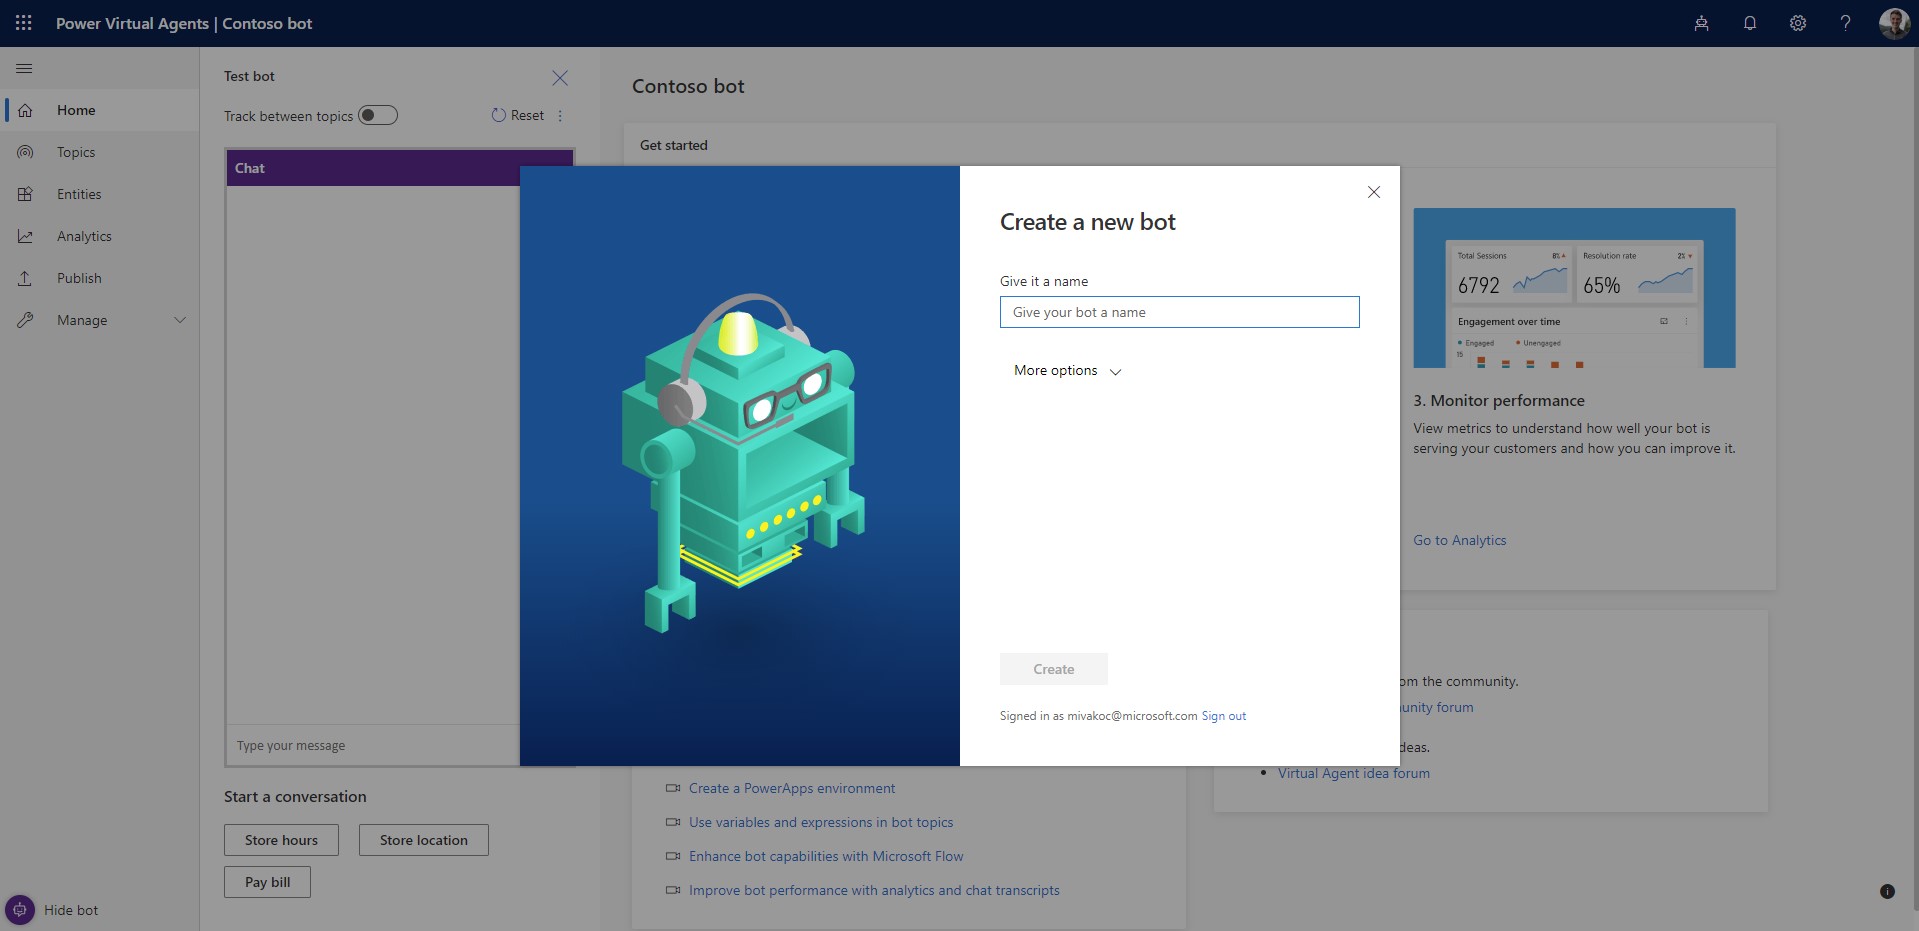 Power Virtual Agents | Contoso bot
Home
Topics
Entities
Analytics
Publish
Manage
Hide bot
Test bot
Track between topics
Reset
Chat
Type your message
Start a conversation
Store hours
Store location
Pay bill
Contoso bot
Get started
Create a new bot
Give it a name
Give your bot a name
More options
Create
Signed in as mivakoc@microsoft.com Sign out
Total Sessions
8%
6792
Resolution rate
2%
65%
Engagement over time
Engaged
Unengaged
15
3. Monitor performance
View metrics to understand how well your bot is
serving your customers and how you can improve it.
Go to Analytics
the community.
forum
Virtual Agent idea forum
Create a PowerApps environment
Use variables and expressions in bot topics
Enhance bot capabilities with Microsoft Flow
Improve bot performance with analytics and chat transcripts